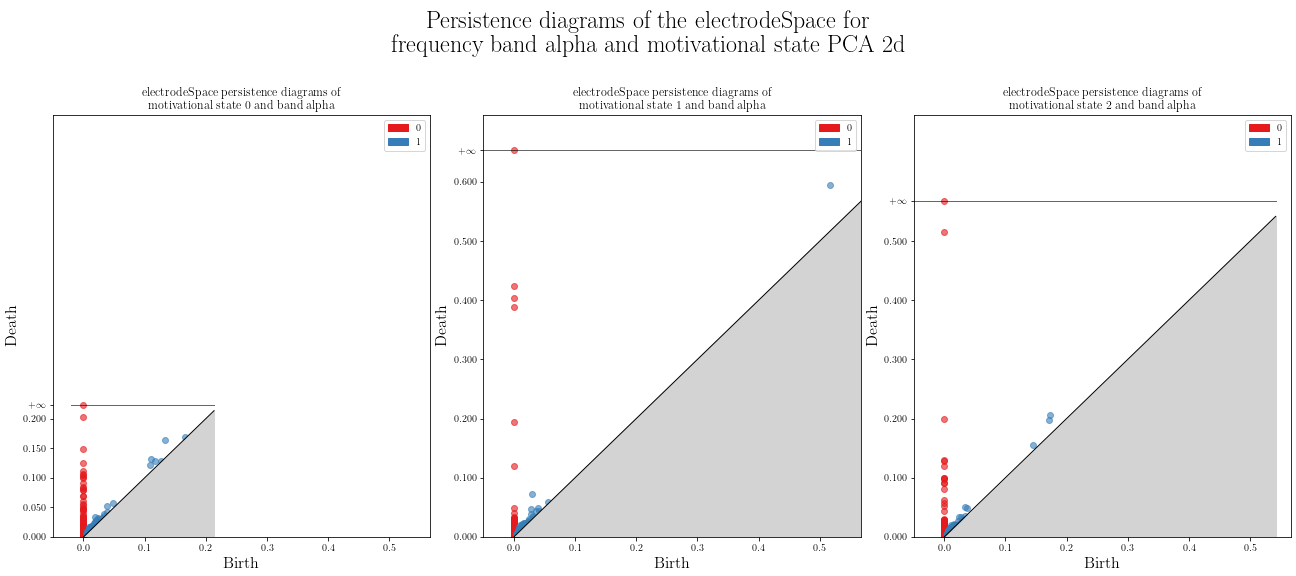 Persistence diagrams of the electrodeSpace for
frequency band alpha and motivational state PCA 2d
electrodeSpace persistence diagrams of
motivational state 0 and band alpha
0
1
+∞
0.200
0.150
0.100
0.050
0.000
Death
0.0 0.1 0.2 0.3 0.4 0.5
Birth
electrodeSpace persistence diagrams of
motivational state 1 and band alpha
0
1
+∞
0.600
0.500
0.400
0.300
0.200
0.100
0.000
Death
0.0 0.1 0.2 0.3 0.4 0.5
Birth
electrodeSpace persistence diagrams of
motivational state 2 and band alpha
0
1
+∞
0.500
0.400
0.300
0.200
0.100
0.000
Death
0.0 0.1 0.2 0.3 0.4 0.5
Birth